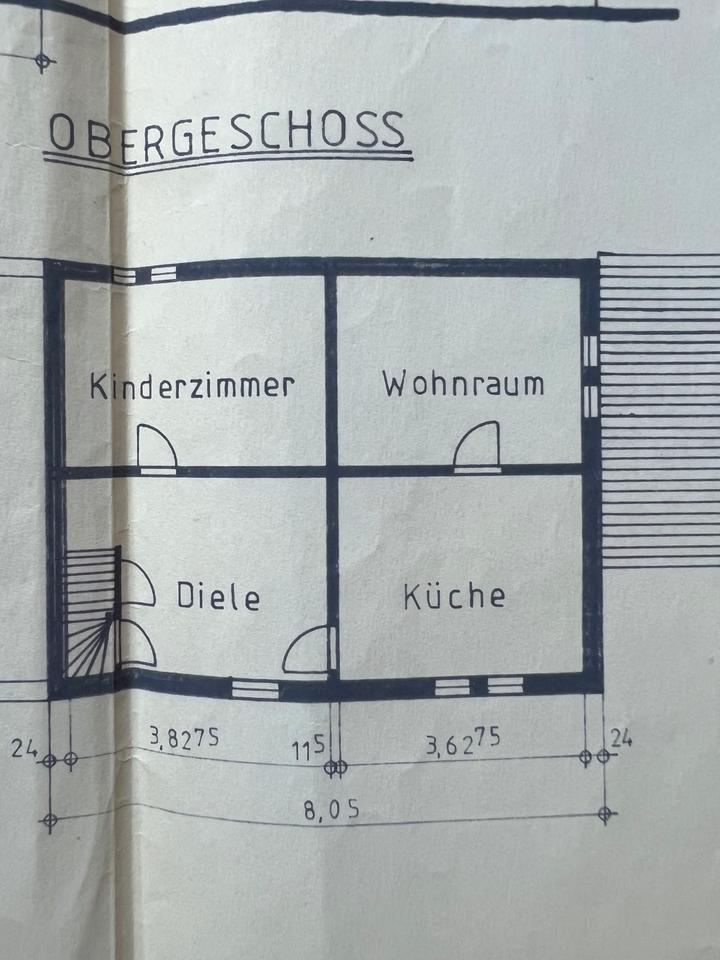 OBERGESCHOSS
Kinderzimmer
Wohnraum
Diele
Küche
24
3,8275
11⁵
3,62⁷⁵
24
8,05